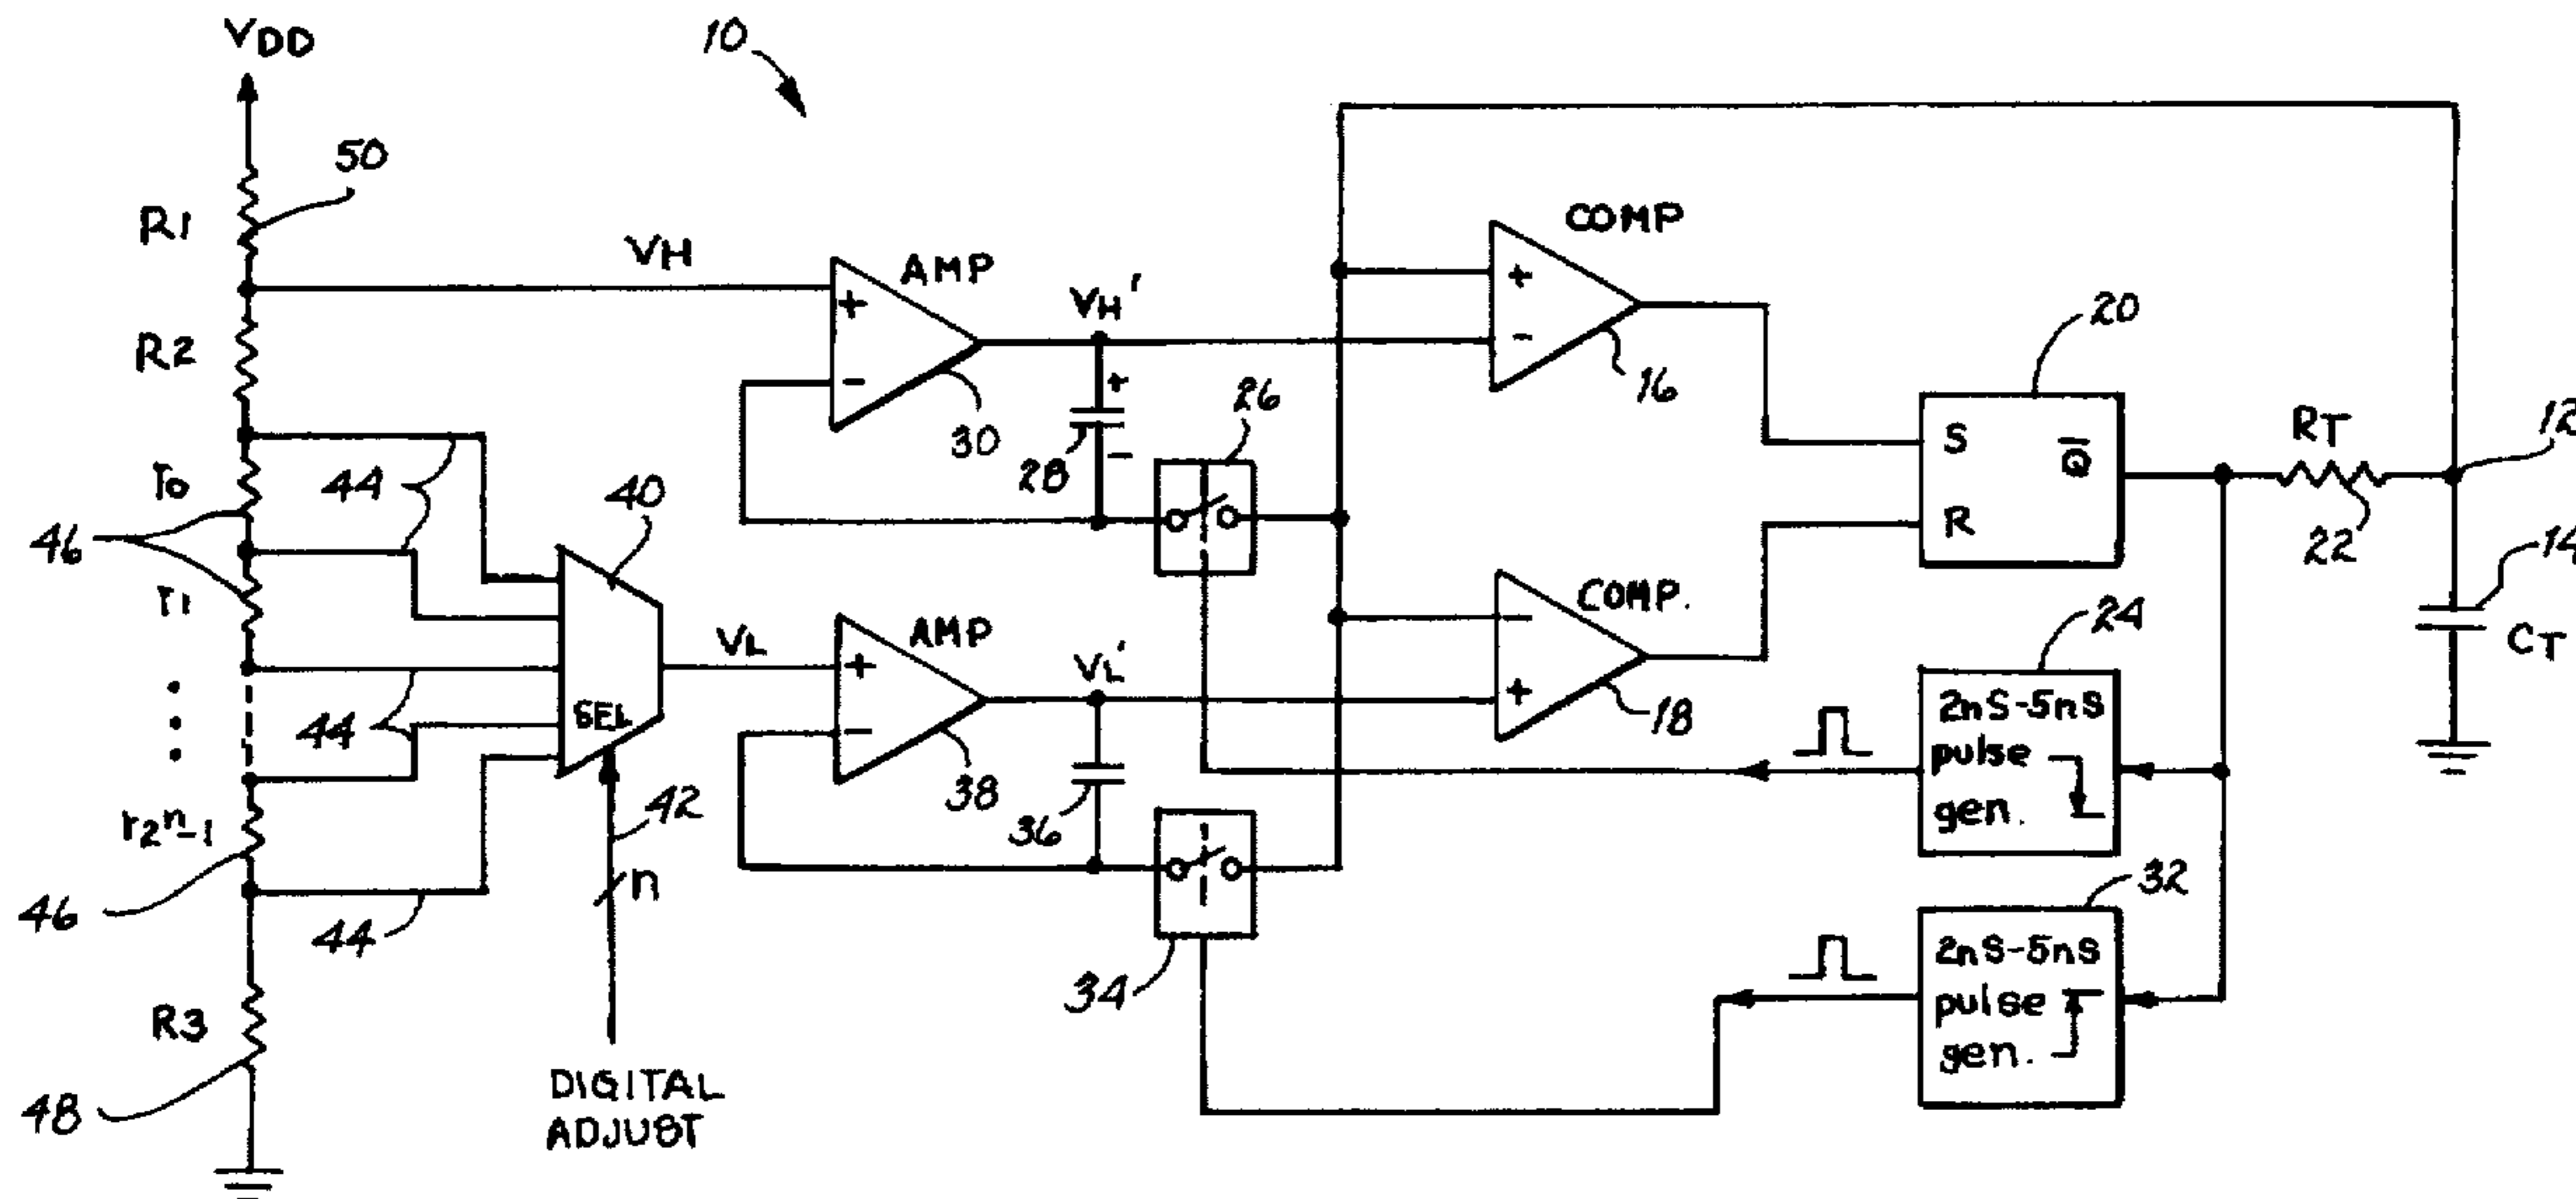 VDD
10
50
R1
VH
AMP
+
-
30
VH'
+
-
28
26
COMP
+
-
16
20
S
R
Q̅
RT
22
12
14
CT
R2
r0
44
46
r1
40
SEL
VL
AMP
+
-
38
VL'
36
COMP.
-
+
18
24
2nS-5nS
pulse
gen.
44
r2ⁿ-1
46
44
42
n
34
32
2nS-5nS
pulse
gen.
R3
48
DIGITAL
ADJUST